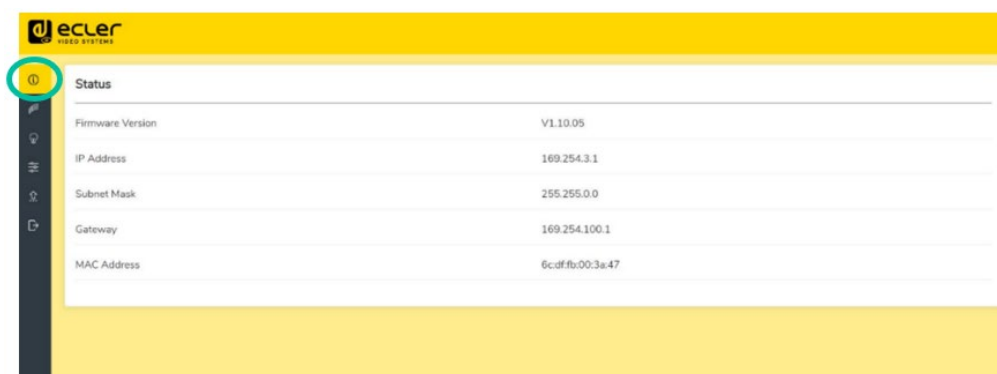 ecler
VIDEO SYSTEMS
Status
Firmware Version V1.10.05
IP Address 169.254.3.1
Subnet Mask 255.255.0.0
Gateway 169.254.100.1
MAC Address 6c:df:fb:00:3a:47